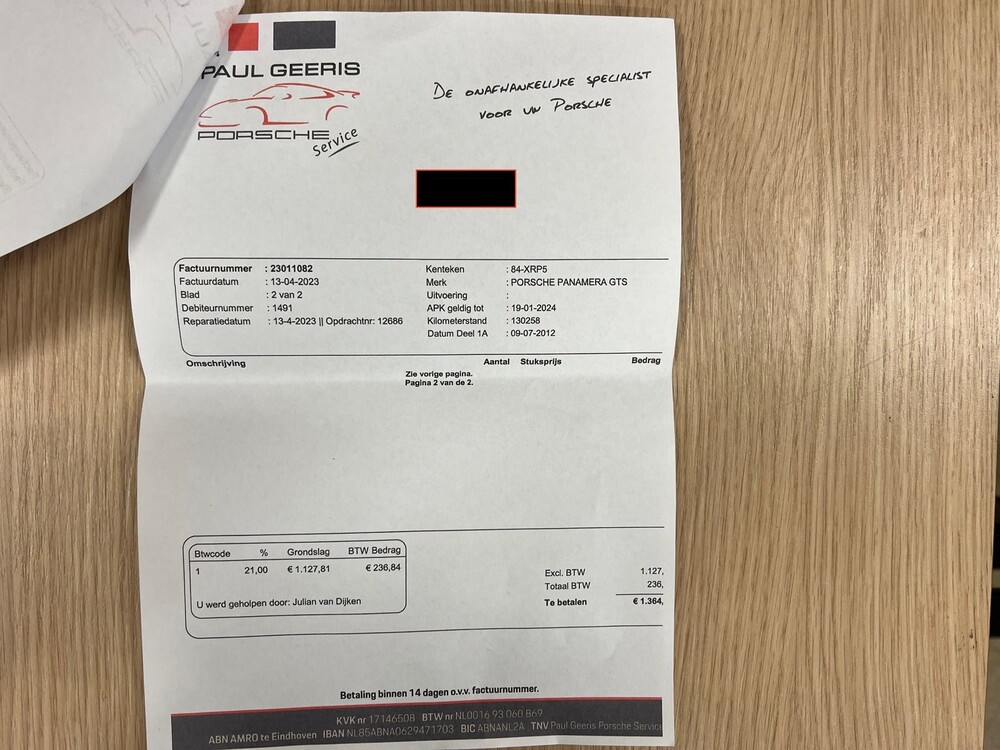 PAUL GEERIS
PORSCHE
Service
De onafhankelijke specialist
voor uw Porsche
Factuurnummer : 23011082
Factuurdatum : 13-04-2023
Blad : 2 van 2
Debiteurnummer : 1491
Reparatiedatum : 13-4-2023 || Opdrachtnr: 12686
Kenteken : 84-XRP5
Merk : PORSCHE PANAMERA GTS
Uitvoering :
APK geldig tot : 19-01-2024
Kilometerstand : 130258
Datum Deel 1A : 09-07-2012
Omschrijving Aantal Stuksprijs Bedrag
Zie vorige pagina.
Pagina 2 van de 2.
Btwcode % Grondslag BTW Bedrag
1 21,00 € 1.127,81 € 236,84
U werd geholpen door: Julian van Dijken
Excl. BTW 1.127,
Totaal BTW 236,
Te betalen € 1.364,
Betaling binnen 14 dagen o.v.v. factuurnummer.
KVK nr 17146508 BTW nr NL0016 93 060 B69
ABN AMRO te Eindhoven IBAN NL85ABNA0629471703 BIC ABNANL2A TNV Paul Geeris Porsche Service